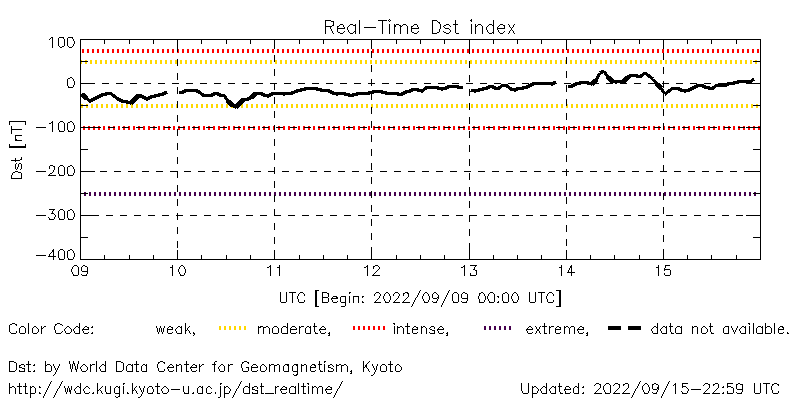 Real-Time Dst index
100
0
-100
-200
-300
-400
Dst [nT]
09 10 11 12 13 14 15
UTC [Begin: 2022/09/09 00:00 UTC]
Color Code: weak, moderate, intense, extreme, data not available.
Dst: by World Data Center for Geomagnetism, Kyoto
http://wdc.kugi.kyoto-u.ac.jp/dst_realtime/ Updated: 2022/09/15-22:59 UTC